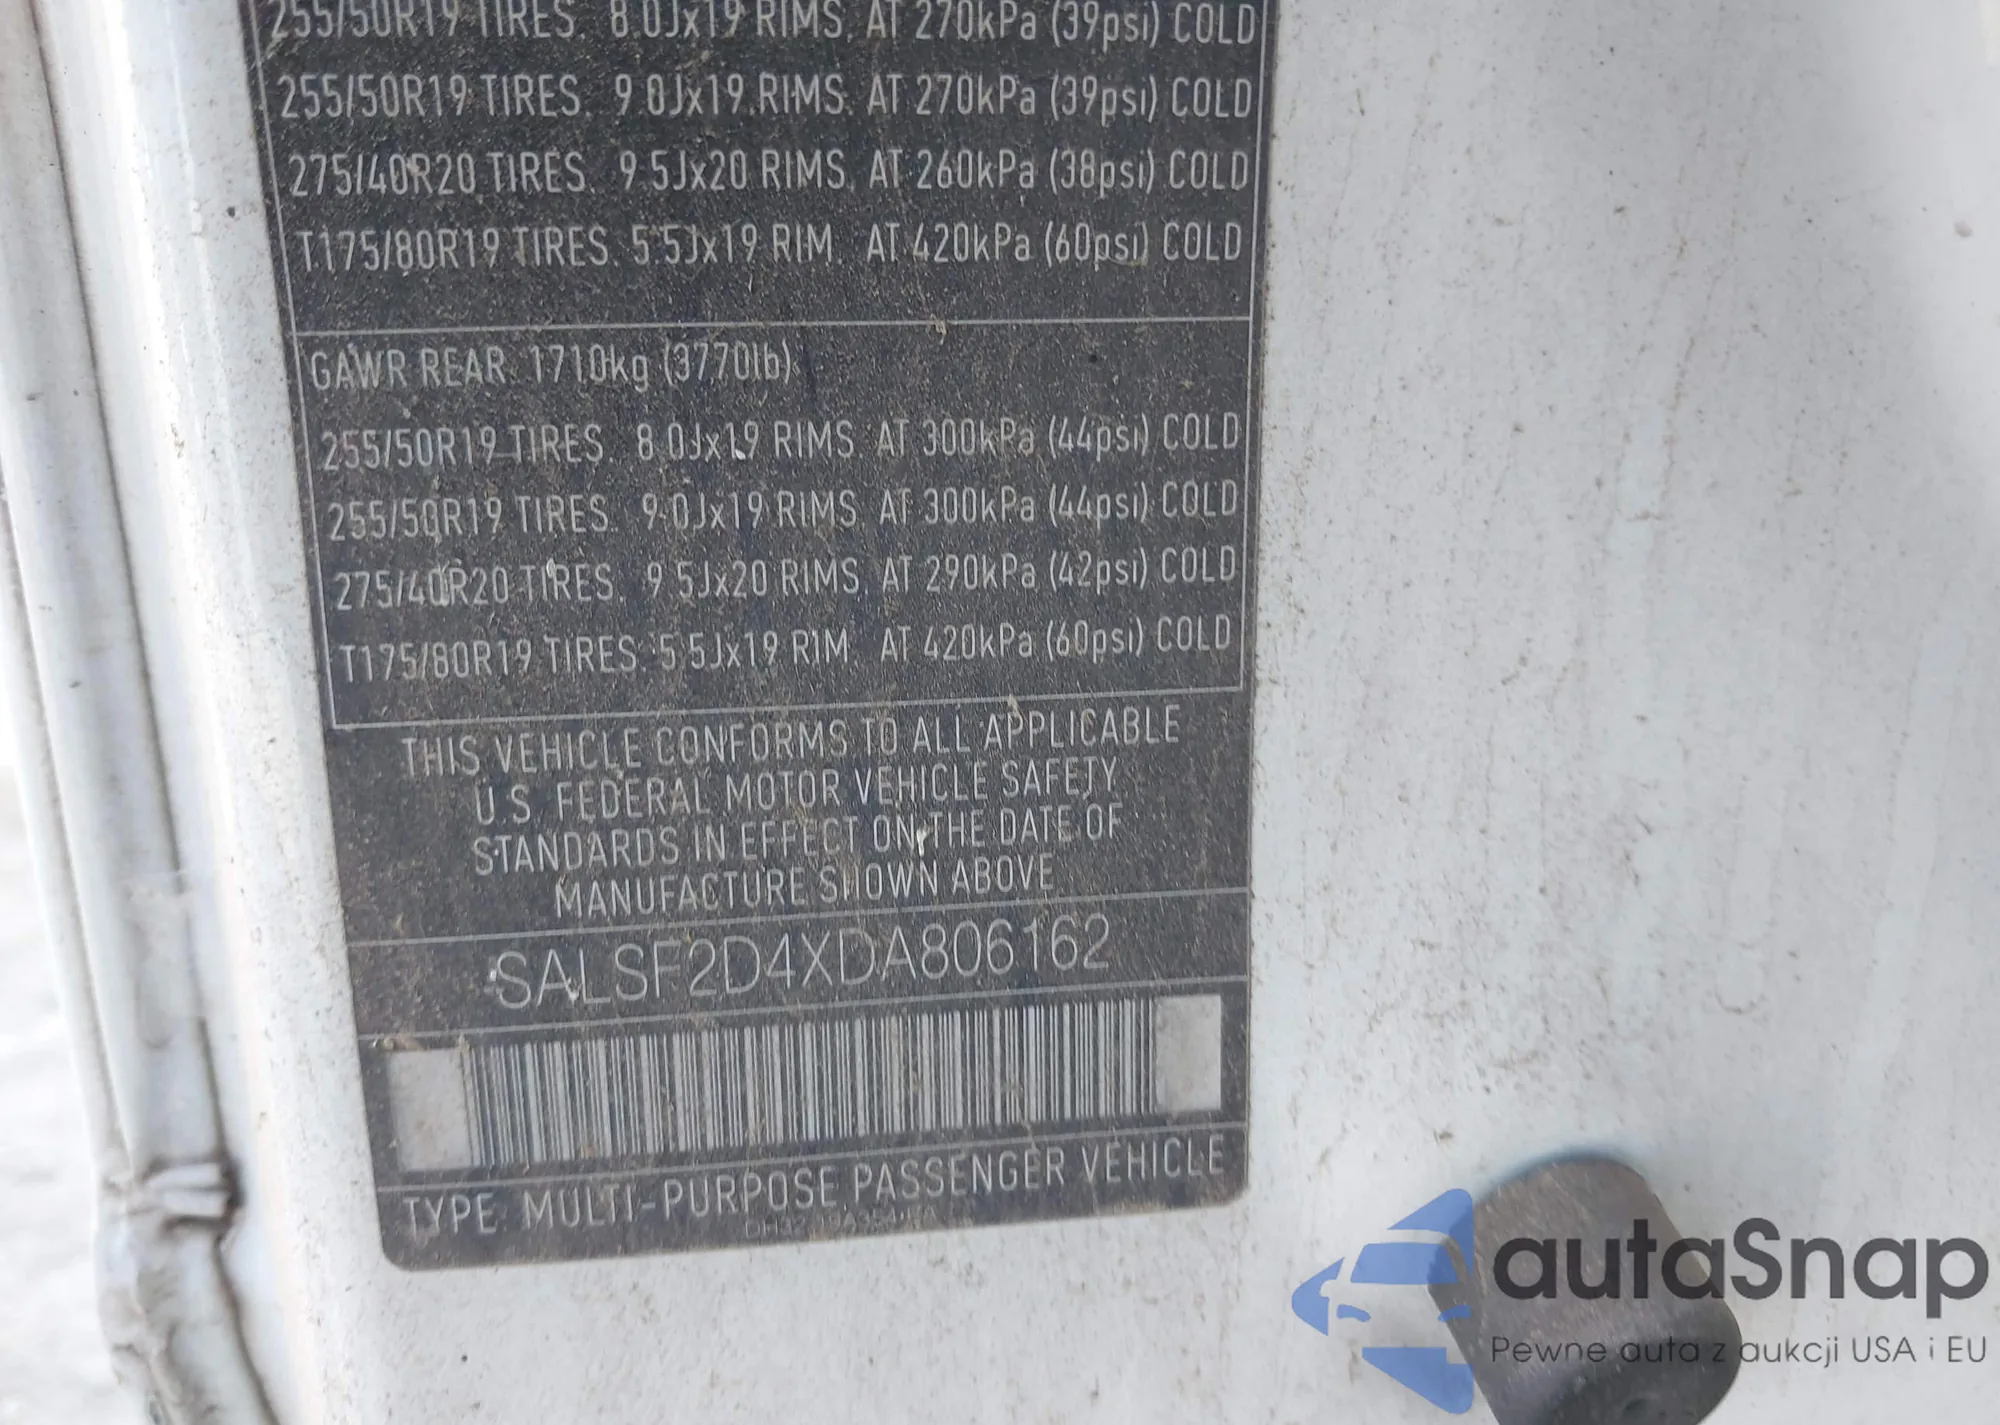 255/50R19 TIRES. 8.0Jx19 RIMS. AT 270kPa (39psi) COLD
255/50R19 TIRES. 9.0Jx19 RIMS. AT 270kPa (39psi) COLD
275/40R20 TIRES. 9.5Jx20 RIMS. AT 260kPa (38psi) COLD
T175/80R19 TIRES. 5.5Jx19 RIM. AT 420kPa (60psi) COLD
GAWR REAR. 1710kg (3770lb)
255/50R19 TIRES. 8.0Jx19 RIMS. AT 300kPa (44psi) COLD
255/50R19 TIRES. 9.0Jx19 RIMS. AT 300kPa (44psi) COLD
275/40R20 TIRES. 9.5Jx20 RIMS. AT 290kPa (42psi) COLD
T175/80R19 TIRES. 5.5Jx19 RIM. AT 420kPa (60psi) COLD
THIS VEHICLE CONFORMS TO ALL APPLICABLE
U.S. FEDERAL MOTOR VEHICLE SAFETY
STANDARDS IN EFFECT ON THE DATE OF
MANUFACTURE SHOWN ABOVE
SALSF2D4XDA806162
TYPE: MULTI-PURPOSE PASSENGER VEHICLE
autaSnap
Pewne auta z aukcji USA i EU